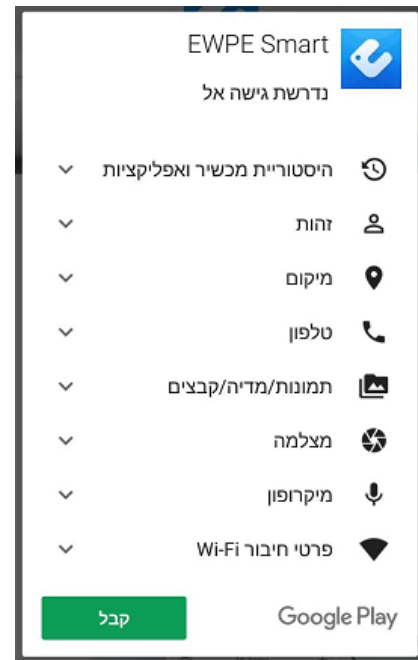 EWPE Smart
נדרשת גישה אל
היסטוריית מכשיר ואפליקציות
זהות
מיקום
טלפון
תמונות/מדיה/קבצים
מצלמה
מיקרופון
פרטי חיבור Wi-Fi
Google Play
קבל